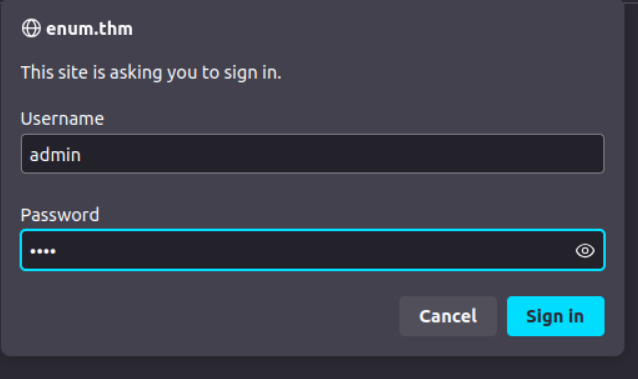 enum.thm
This site is asking you to sign in.
Username
admin
Password
••••
Cancel
Sign in